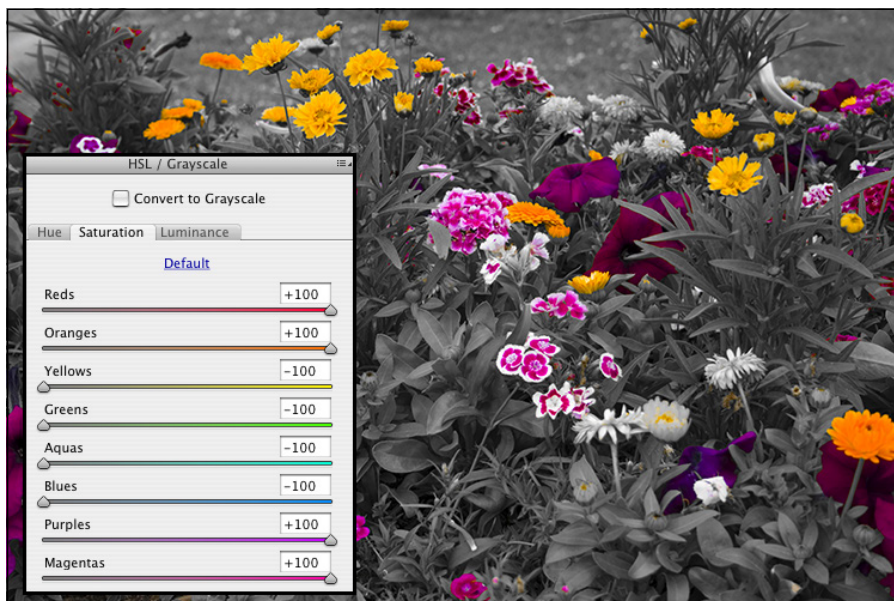 HSL / Grayscale
Convert to Grayscale
Hue Saturation Luminance
Default
Reds +100
Oranges +100
Yellows -100
Greens -100
Aquas -100
Blues -100
Purples +100
Magentas +100